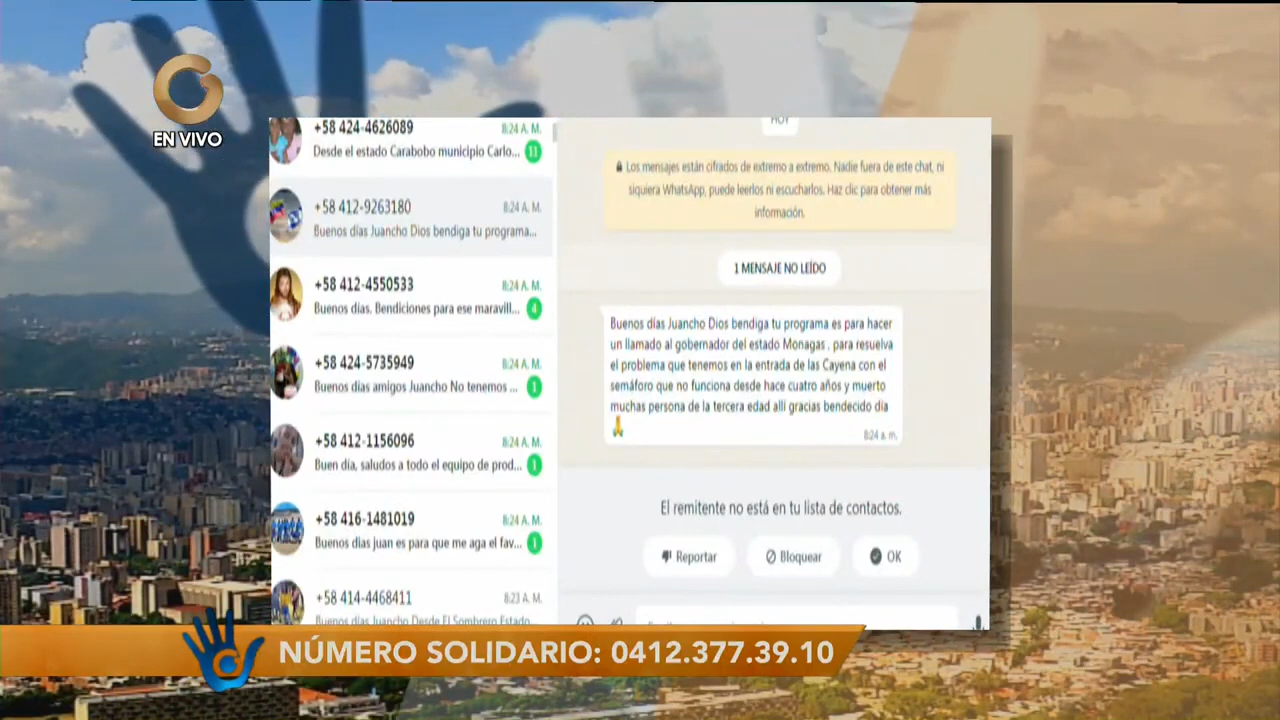 EN VIVO
+58 424-4626089
8:24 A. M.
Desde el estado Carabobo municipio Carlo...
11
+58 412-9263180
8:24 A. M.
Buenos días Juancho Dios bendiga tu programa...
+58 412-4550533
8:24 A. M.
Buenos días. Bendiciones para ese maravill...
4
+58 424-5735949
8:24 A. M.
Buenos días amigos Juancho No tenemos ...
1
+58 412-1156096
8:24 A. M.
Buen día, saludos a todo el equipo de prod...
1
+58 416-1481019
8:24 A. M.
Buenos días juan es para que me aga el fav...
1
+58 414-4468411
8:23 A. M.
Buenos días Juancho Desde El Sombrero Estado...
HOY
Los mensajes están cifrados de extremo a extremo. Nadie fuera de este chat, ni
siquiera WhatsApp, puede leerlos ni escucharlos. Haz clic para obtener más
información.
1 MENSAJE NO LEÍDO
Buenos días Juancho Dios bendiga tu programa es para hacer
un llamado al gobernador del estado Monagas , para resuelva
el problema que tenemos en la entrada de las Cayena con el
semáforo que no funciona desde hace cuatro años y muerto
muchas persona de la tercera edad allí gracias bendecido día
🙏
8:24 a. m.
El remitente no está en tu lista de contactos.
Reportar
Bloquear
OK
NÚMERO SOLIDARIO: 0412.377.39.10